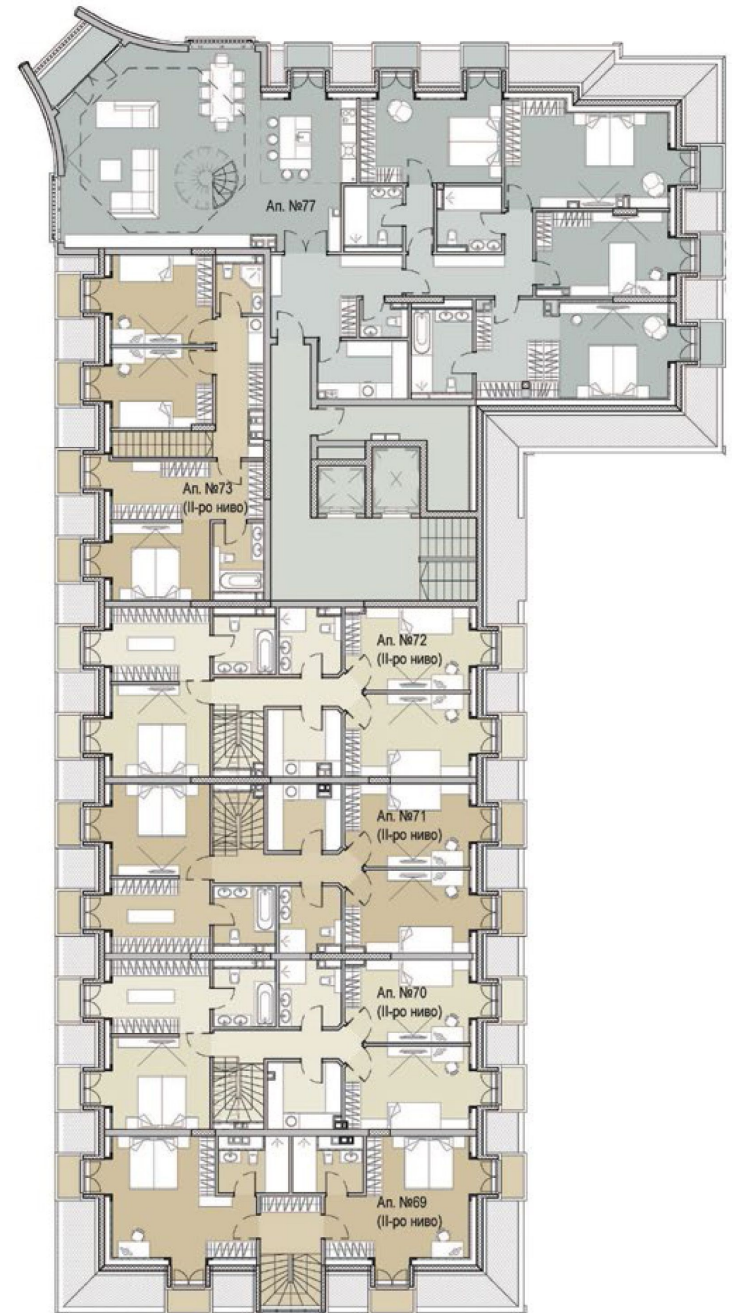 Ап. №77
Ап. №73
(II-ро ниво)
Ап. №72
(II-ро ниво)
Ап. №71
(II-ро ниво)
Ап. №70
(II-ро ниво)
Ап. №69
(II-ро ниво)